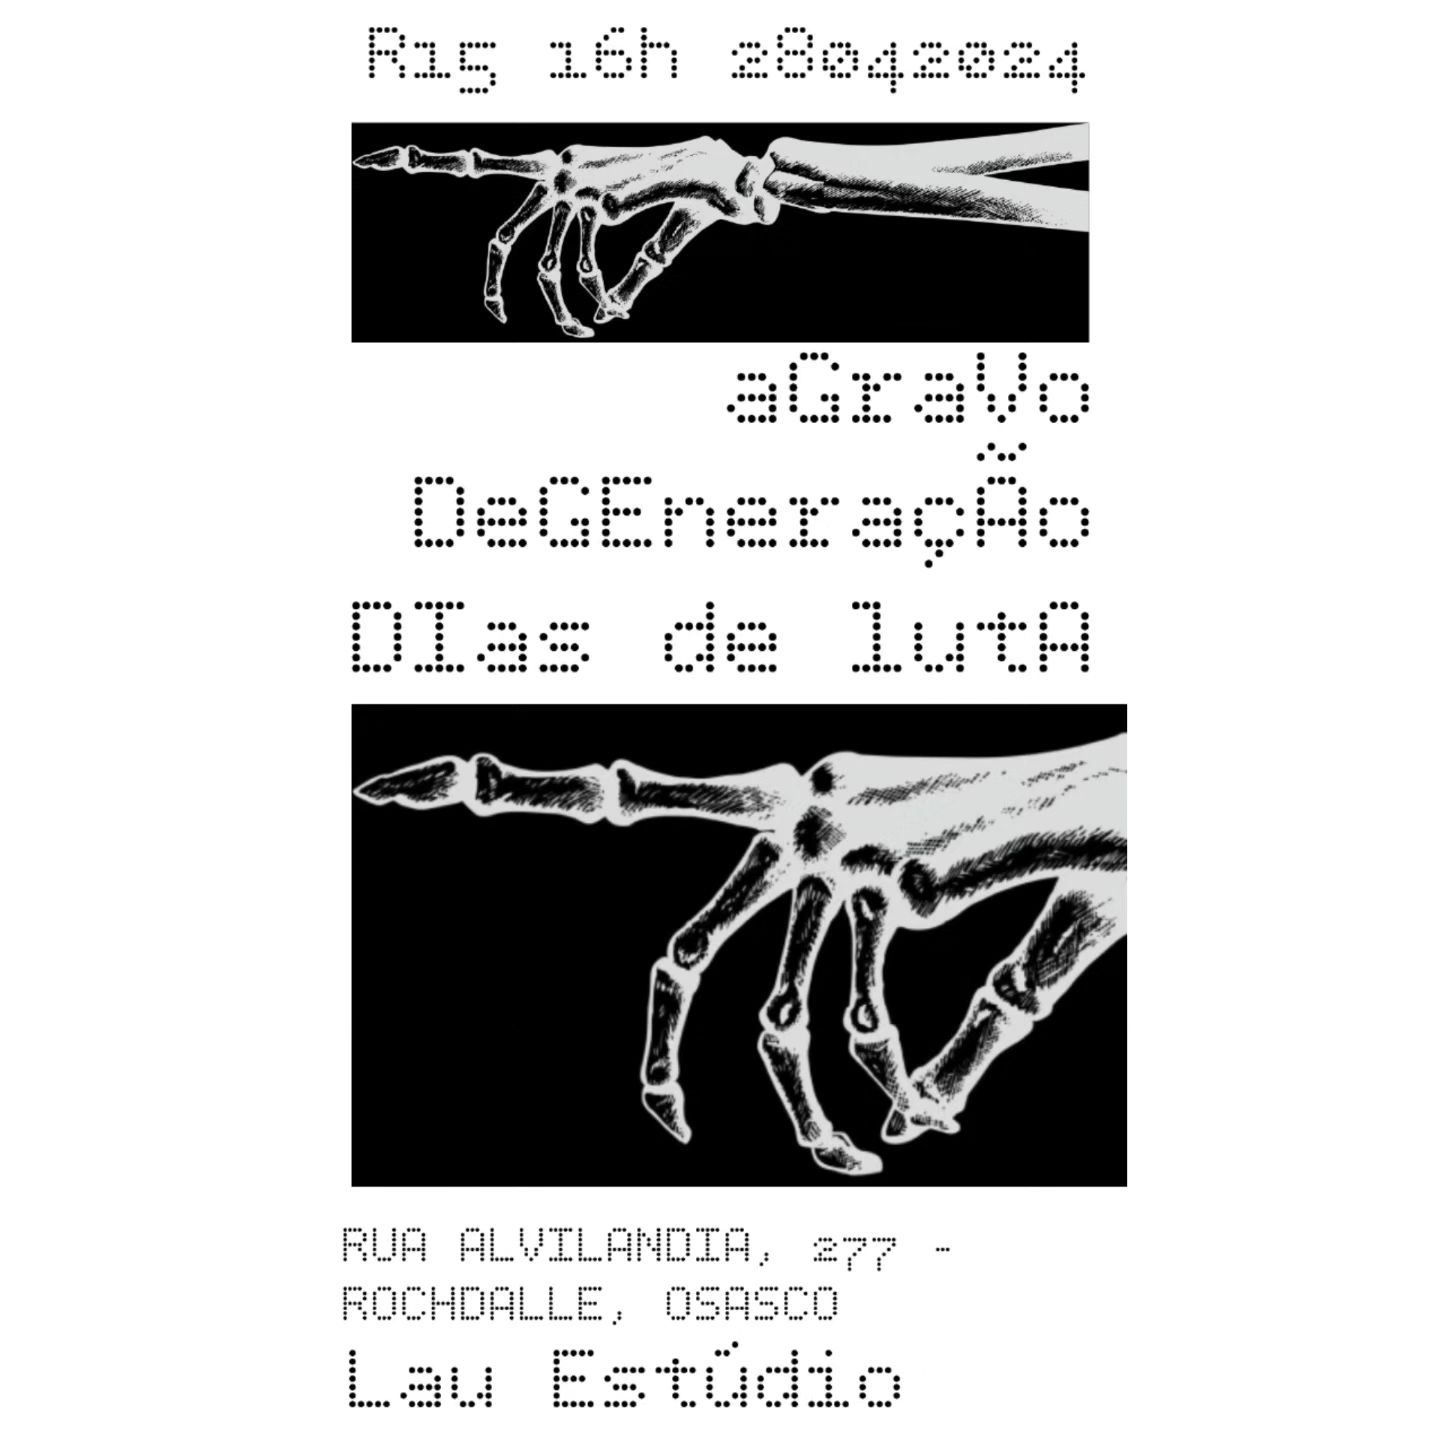 R15 16h 28042024
aGraVo
DeGEneraçÃo
DIas de lutA
RUA ALVILANDIA, 277 -
ROCHDALLE, OSASCO
Lau Estúdio